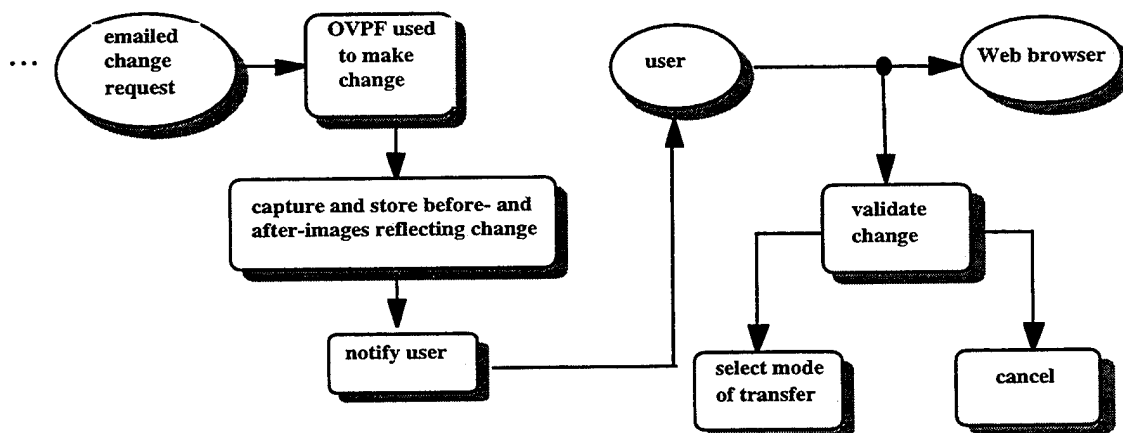 ...
emailed
change
request
OVPF used
to make
change
capture and store before- and
after-images reflecting change
notify user
user
Web browser
validate
change
select mode
of transfer
cancel